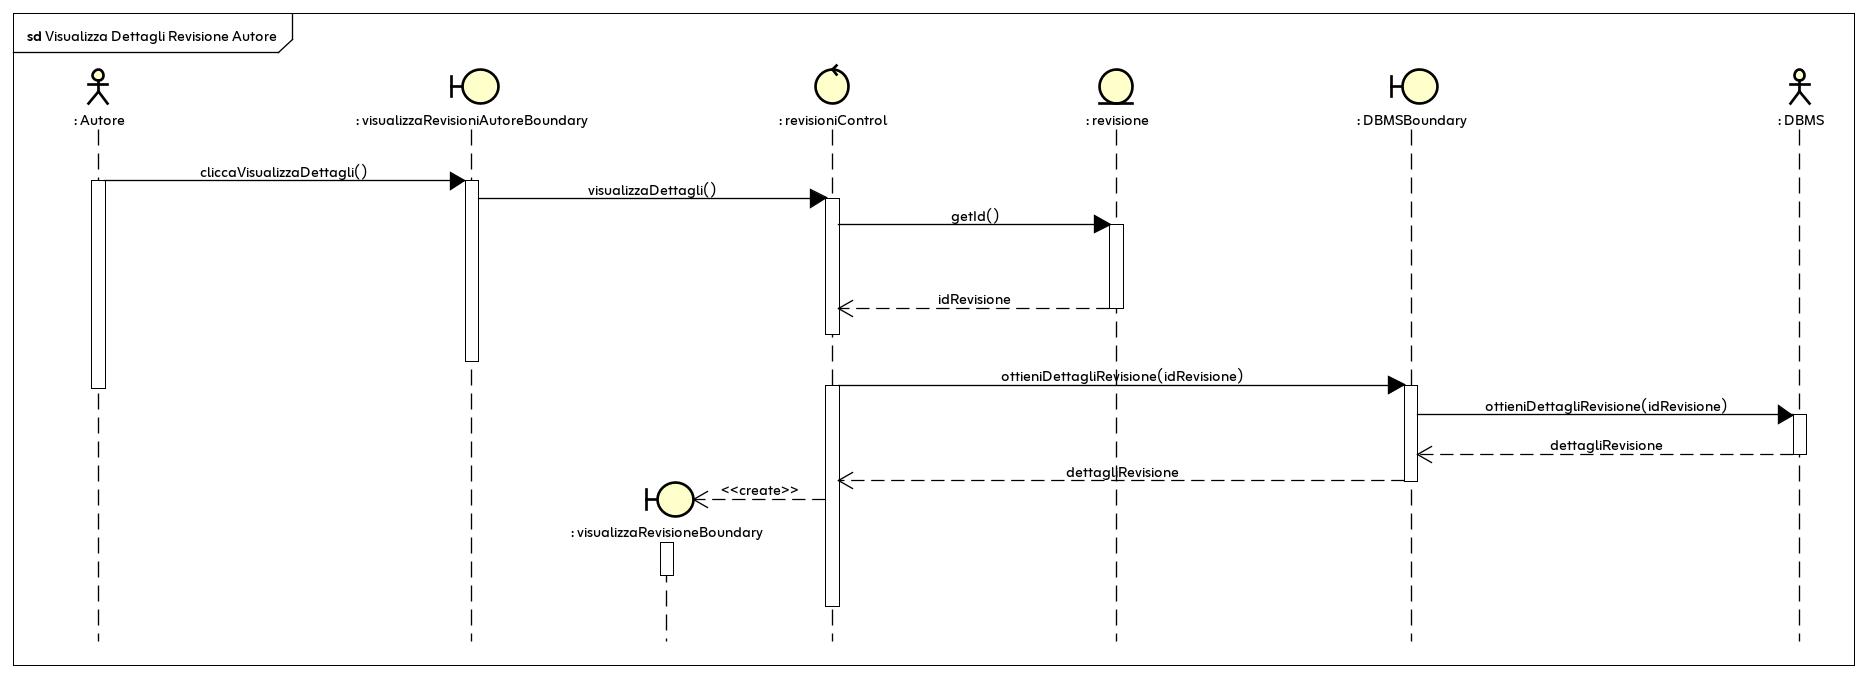 sd Visualizza Dettagli Revisione Autore
: Autore
: visualizzaRevisioniAutoreBoundary
: revisioniControl
: revisione
: DBMSBoundary
: DBMS
cliccaVisualizzaDettagli()
visualizzaDettagli()
getId()
idRevisione
ottieniDettagliRevisione(idRevisione)
ottieniDettagliRevisione(idRevisione)
dettagliRevisione
dettagliRevisione
<<create>>
: visualizzaRevisioneBoundary